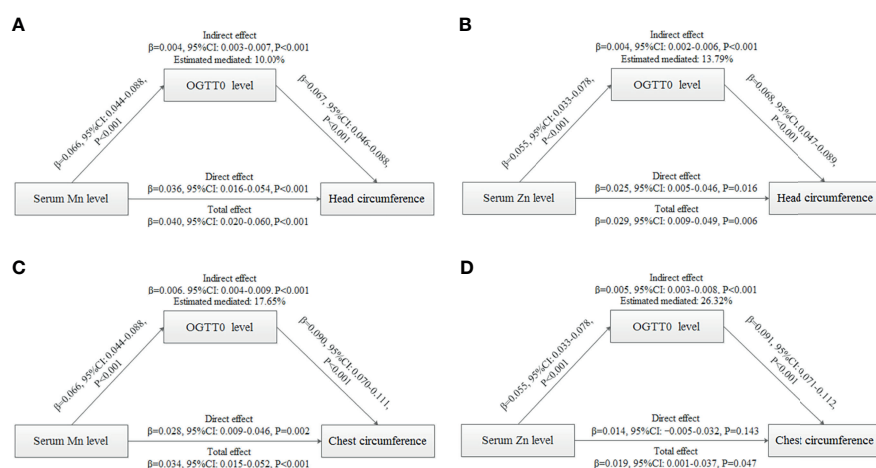 A
Indirect effect
β=0.004, 95%CI: 0.003-0.007, P<0.001
Estimated mediated: 10.00%
OGTT0 level
β=0.066, 95%CI: 0.044-0.088,
P<0.001
β=0.067, 95%CI: 0.046-0.088,
P<0.001
Direct effect
β=0.036, 95%CI: 0.016-0.054, P<0.001
Serum Mn level
Head circumference
Total effect
β=0.040, 95%CI: 0.020-0.060, P<0.001
B
Indirect effect
β=0.004, 95%CI: 0.002-0.006, P<0.001
Estimated mediated: 13.79%
OGTT0 level
β=0.055, 95%CI: 0.033-0.078,
P<0.001
β=0.068, 95%CI: 0.047-0.089,
P<0.001
Direct effect
β=0.025, 95%CI: 0.005-0.046, P=0.016
Serum Zn level
Head circumference
Total effect
β=0.029, 95%CI: 0.009-0.049, P=0.006
C
Indirect effect
β=0.006, 95%CI: 0.004-0.009, P<0.001
Estimated mediated: 17.65%
OGTT0 level
β=0.066, 95%CI: 0.044-0.088,
P<0.001
β=0.090, 95%CI: 0.070-0.111,
P<0.001
Direct effect
β=0.028, 95%CI: 0.009-0.046, P=0.002
Serum Mn level
Chest circumference
Total effect
β=0.034, 95%CI: 0.015-0.052, P<0.001
D
Indirect effect
β=0.005, 95%CI: 0.003-0.008, P<0.001
Estimated mediated: 26.32%
OGTT0 level
β=0.055, 95%CI: 0.033-0.078,
P<0.001
β=0.091, 95%CI: 0.071-0.112,
P<0.001
Direct effect
β=0.014, 95%CI: −0.005-0.032, P=0.143
Serum Zn level
Chest circumference
Total effect
β=0.019, 95%CI: 0.001-0.037, P=0.047